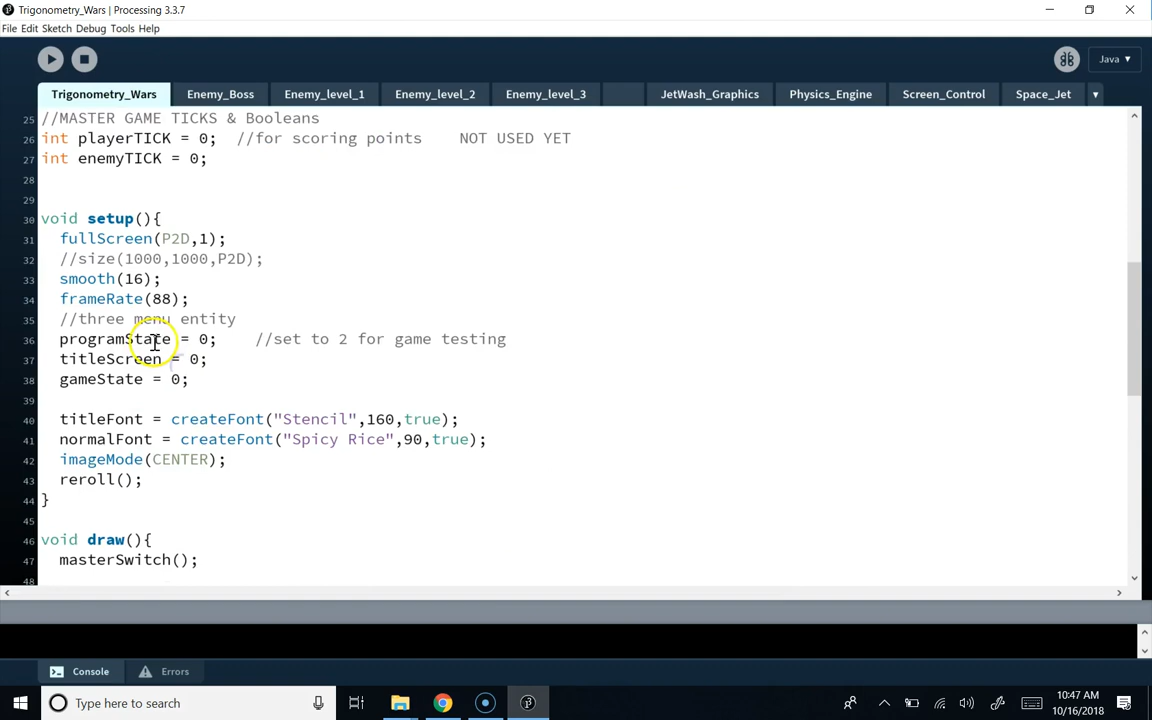 Trigonometry_Wars | Processing 3.3.7
File Edit Sketch Debug Tools Help
Java ▼
Trigonometry_Wars Enemy_Boss Enemy_level_1 Enemy_level_2 Enemy_level_3 JetWash_Graphics Physics_Engine Screen_Control Space_Jet ▼
25 //MASTER GAME TICKS & Booleans
26 int playerTICK = 0; //for scoring points NOT USED YET
27 int enemyTICK = 0;
28
29
30 void setup(){
31 fullScreen(P2D,1);
32 //size(1000,1000,P2D);
33 smooth(16);
34 frameRate(88);
35 //three menu entity
36 programState = 0; //set to 2 for game testing
37 titleScreen = 0;
38 gameState = 0;
39
40 titleFont = createFont("Stencil",160,true);
41 normalFont = createFont("Spicy Rice",90,true);
42 imageMode(CENTER);
43 reroll();
44 }
45
46 void draw(){
47 masterSwitch();
48
Console Errors
Type here to search
10:47 AM
10/16/2018